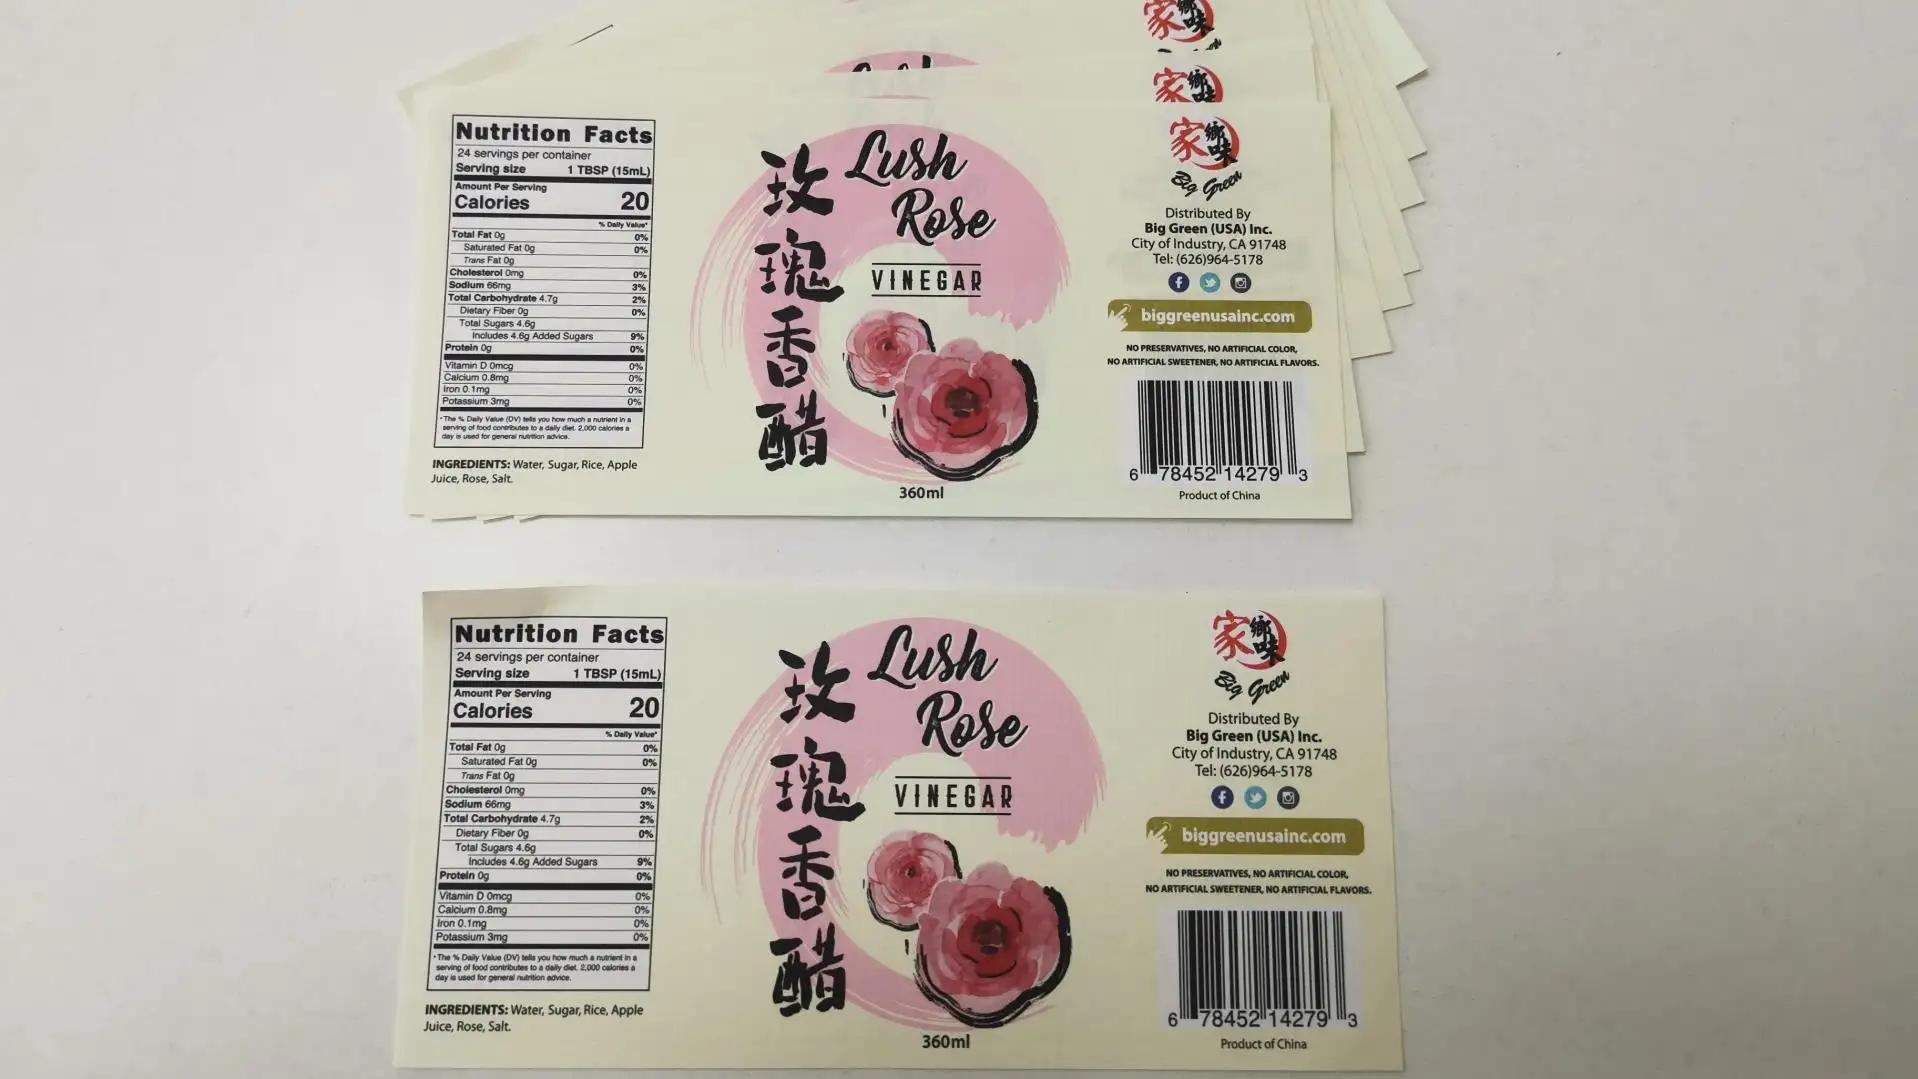 家鄉味
家鄉味
Nutrition Facts
24 servings per container
Serving size 1 TBSP (15mL)
Amount Per Serving
Calories 20
% Daily Value*
Total Fat 0g 0%
Saturated Fat 0g 0%
Trans Fat 0g
Cholesterol 0mg 0%
Sodium 66mg 3%
Total Carbohydrate 4.7g 2%
Dietary Fiber 0g 0%
Total Sugars 4.6g
Includes 4.6g Added Sugars 9%
Protein 0g 0%
Vitamin D 0mcg 0%
Calcium 0.8mg 0%
Iron 0.1mg 0%
Potassium 3mg 0%
*The % Daily Value (DV) tells you how much a nutrient in a
serving of food contributes to a daily diet. 2,000 calories a
day is used for general nutrition advice.
INGREDIENTS: Water, Sugar, Rice, Apple
Juice, Rose, Salt.
玫瑰香醋
Lush
Rose
VINEGAR
360ml
家鄉味
Big Green
Distributed By
Big Green (USA) Inc.
City of Industry, CA 91748
Tel: (626)964-5178
biggreenusainc.com
NO PRESERVATIVES, NO ARTIFICIAL COLOR,
NO ARTIFICIAL SWEETENER, NO ARTIFICIAL FLAVORS.
6 78452 14279 3
Product of China
Nutrition Facts
24 servings per container
Serving size 1 TBSP (15mL)
Amount Per Serving
Calories 20
% Daily Value*
Total Fat 0g 0%
Saturated Fat 0g 0%
Trans Fat 0g
Cholesterol 0mg 0%
Sodium 66mg 3%
Total Carbohydrate 4.7g 2%
Dietary Fiber 0g 0%
Total Sugars 4.6g
Includes 4.6g Added Sugars 9%
Protein 0g 0%
Vitamin D 0mcg 0%
Calcium 0.8mg 0%
Iron 0.1mg 0%
Potassium 3mg 0%
*The % Daily Value (DV) tells you how much a nutrient in a
serving of food contributes to a daily diet. 2,000 calories a
day is used for general nutrition advice.
INGREDIENTS: Water, Sugar, Rice, Apple
Juice, Rose, Salt.
玫瑰香醋
Lush
Rose
VINEGAR
360ml
家鄉味
Big Green
Distributed By
Big Green (USA) Inc.
City of Industry, CA 91748
Tel: (626)964-5178
biggreenusainc.com
NO PRESERVATIVES, NO ARTIFICIAL COLOR,
NO ARTIFICIAL SWEETENER, NO ARTIFICIAL FLAVORS.
6 78452 14279 3
Product of China